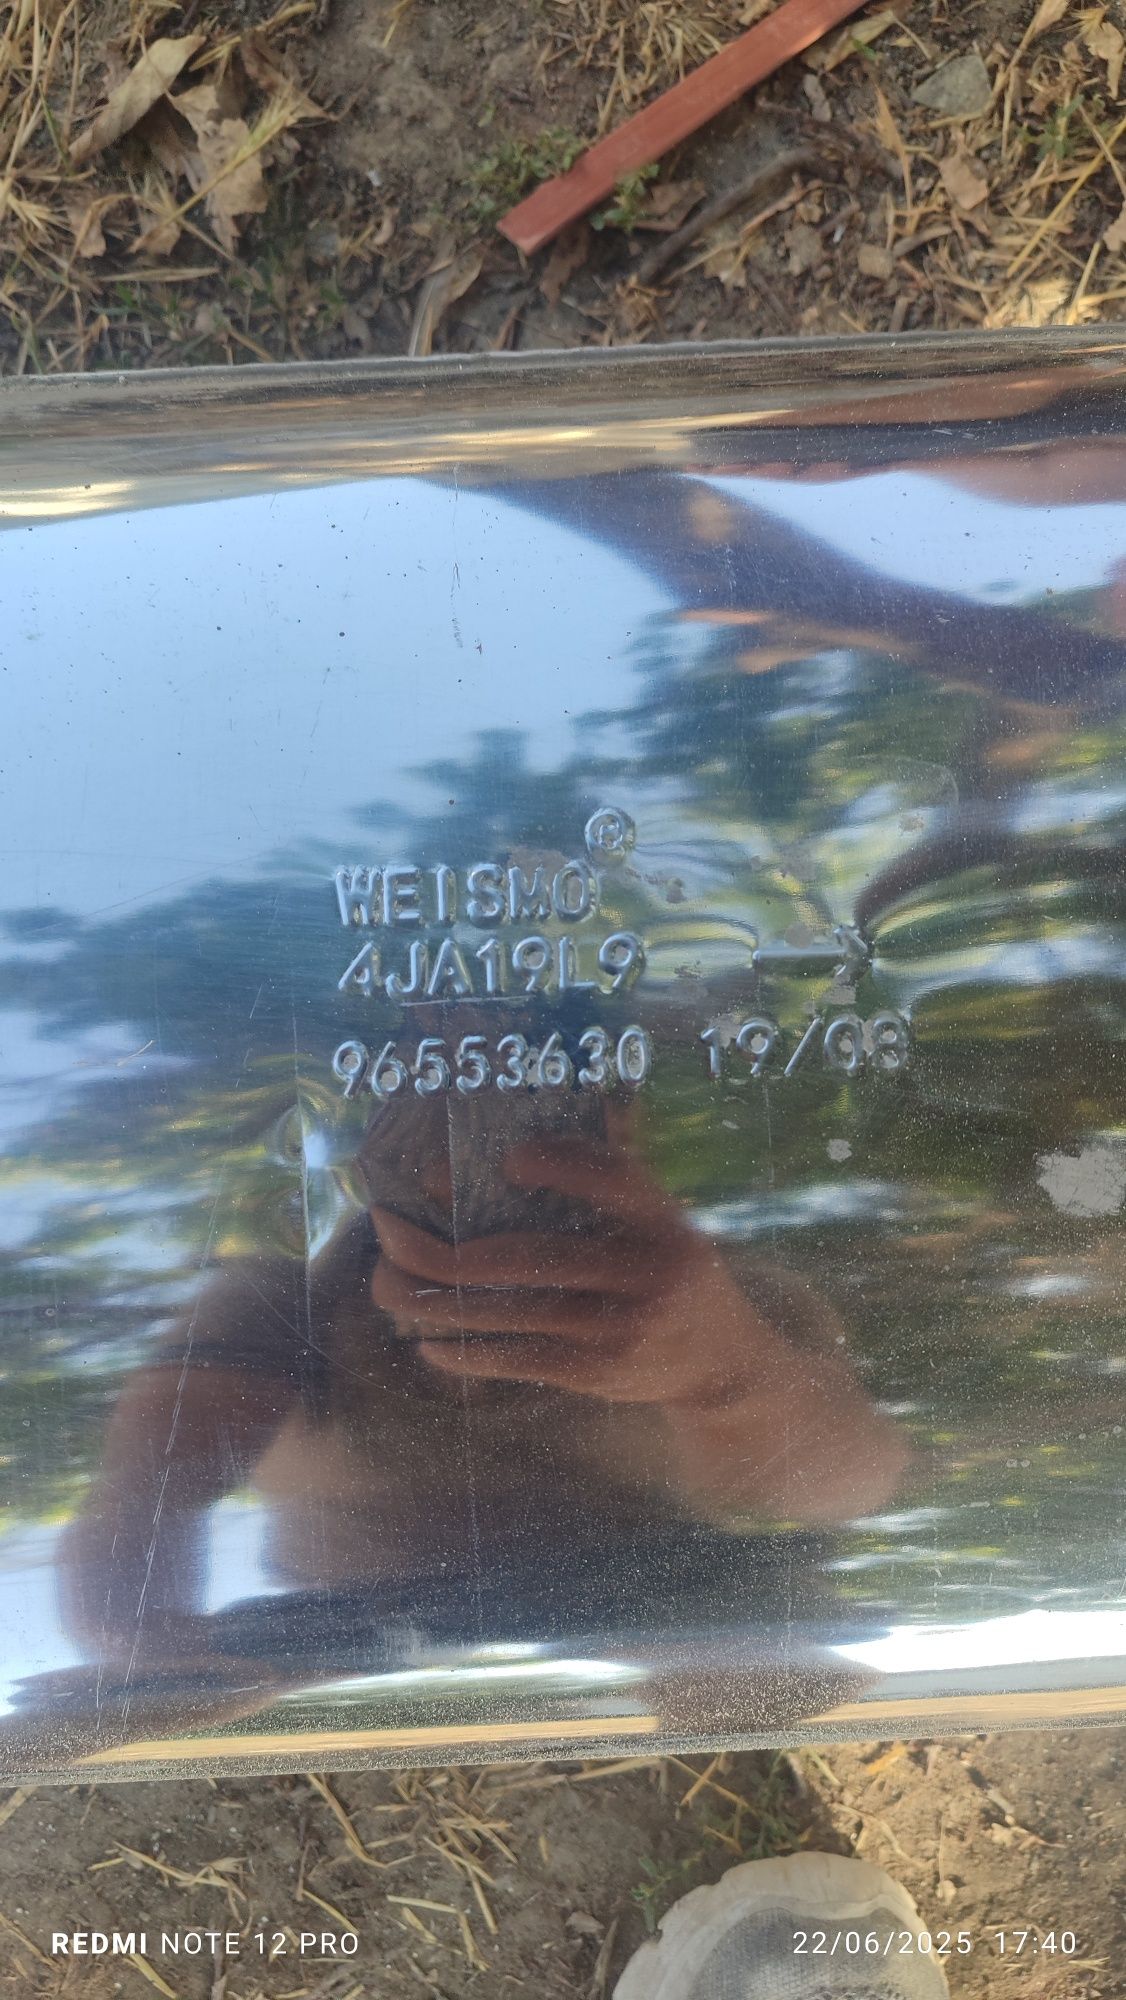 WEISMO®
4JA19L9 →
96553630 19/08
REDMI NOTE 12 PRO
22/06/2025 17:40